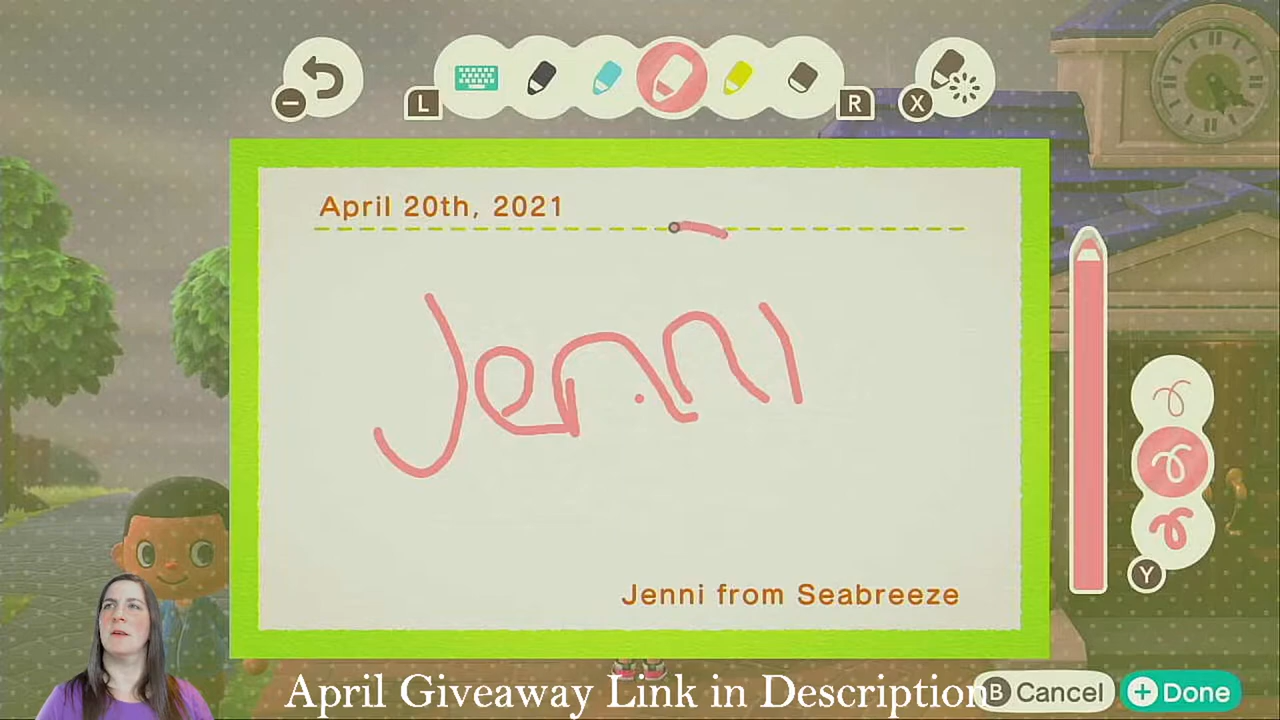 L R X
April 20th, 2021
Jenni
Jenni from Seabreeze
Y
April Giveaway Link in Description
B Cancel + Done